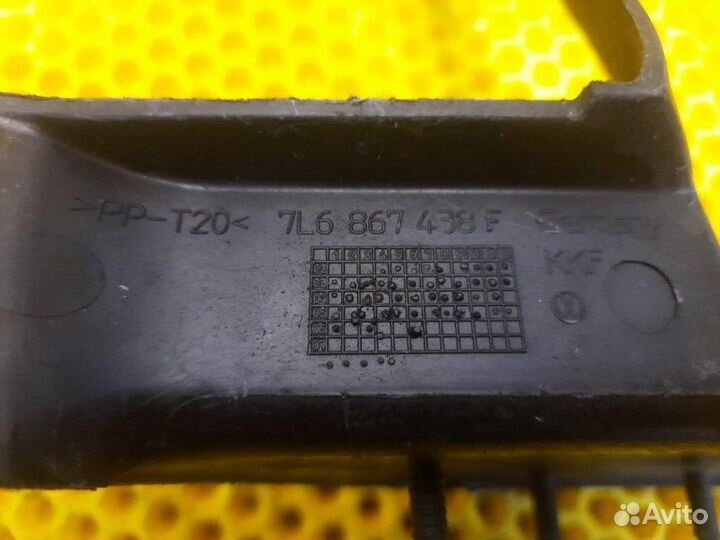 >PP-T20< 7L6 867 438 F Germany
KKF
Avito